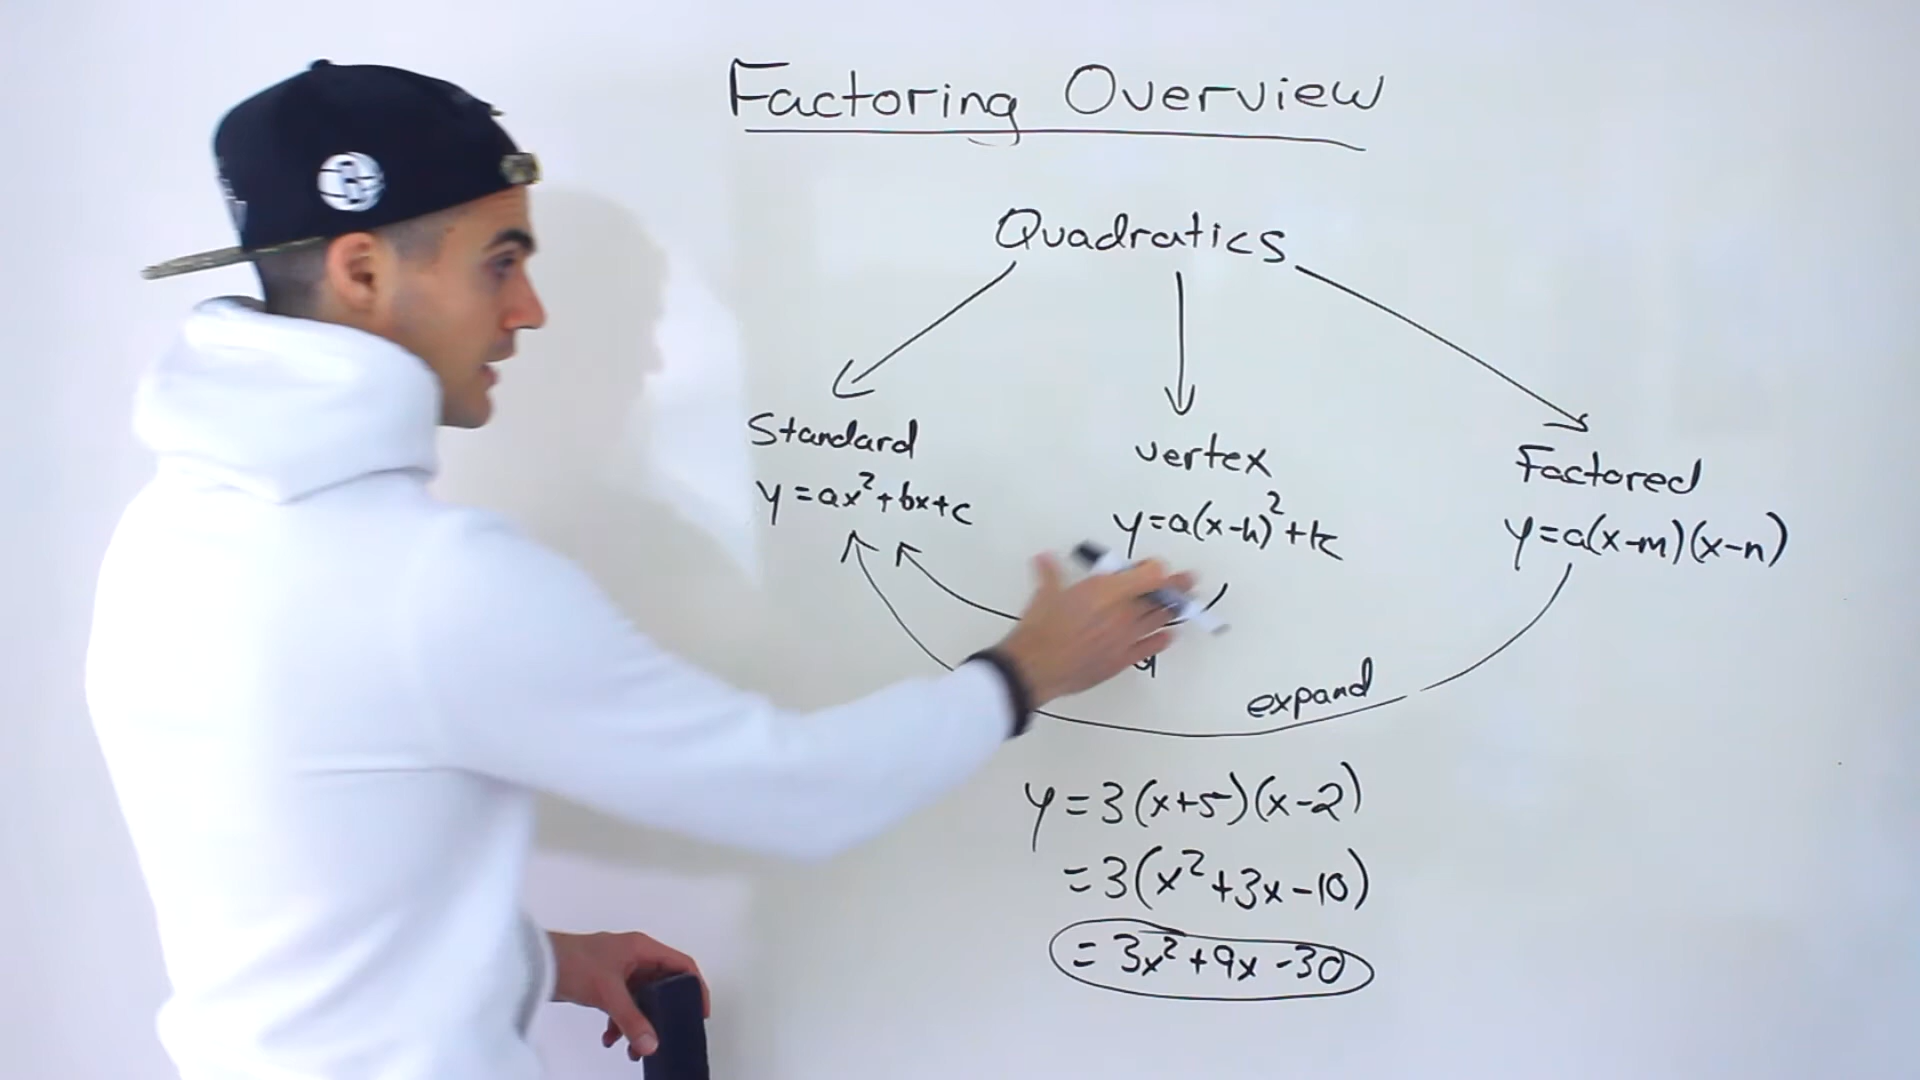 Factoring Overview
Quadratics
Standard
y=ax²+bx+c
vertex
y=a(x-h)²+k
Factored
y=a(x-m)(x-n)
expand
y=3(x+5)(x-2)
=3(x²+3x-10)
=3x²+9x-30